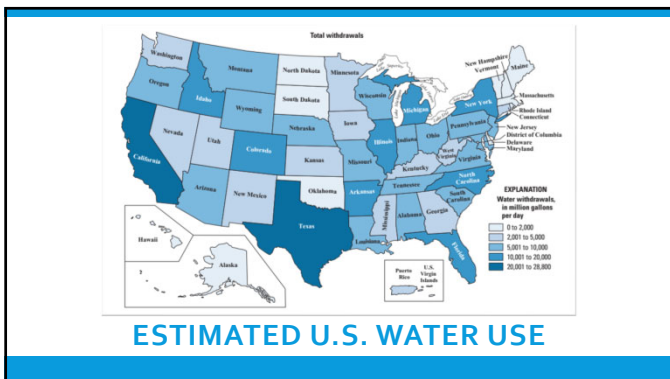 Total withdrawals
Washington
Oregon
California
Nevada
Idaho
Montana
Wyoming
Utah
Arizona
Colorado
New Mexico
North Dakota
South Dakota
Nebraska
Kansas
Oklahoma
Texas
Minnesota
Iowa
Missouri
Arkansas
Louisiana
Wisconsin
Illinois
Michigan
Indiana
Ohio
Kentucky
Tennessee
Mississippi
Alabama
Georgia
Florida
South
Carolina
North
Carolina
Virginia
West
Virginia
Pennsylvania
New York
New Hampshire
Vermont
Maine
Massachusetts
Rhode Island
Connecticut
New Jersey
District of Columbia
Delaware
Maryland
Hawaii
Alaska
Puerto
Rico
U.S.
Virgin
Islands
EXPLANATION
Water withdrawals,
in million gallons
per day
0 to 2,000
2,001 to 5,000
5,001 to 10,000
10,001 to 20,000
20,001 to 28,800
ESTIMATED U.S. WATER USE